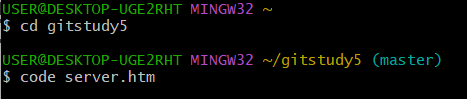 USER@DESKTOP-UGE2RHT MINGW32 ~
$ cd gitstudy5
USER@DESKTOP-UGE2RHT MINGW32 ~/gitstudy5 (master)
$ code server.htm